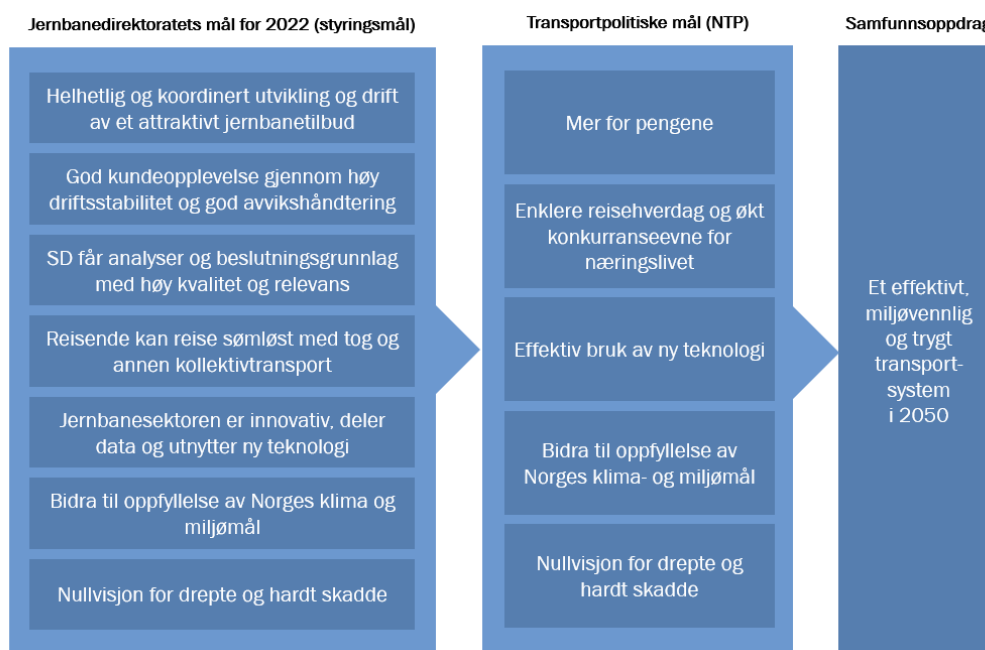 Jernbanedirektoratets mål for 2022 (styringsmål)
Helhetlig og koordinert utvikling og drift
av et attraktivt jernbanetilbud
God kundeopplevelse gjennom høy
driftsstabilitet og god avvikshåndtering
SD får analyser og beslutningsgrunnlag
med høy kvalitet og relevans
Reisende kan reise sømløst med tog og
annen kollektivtransport
Jernbanesektoren er innovativ, deler
data og utnytter ny teknologi
Bidra til oppfyllelse av Norges klima og
miljømål
Nullvisjon for drepte og hardt skadde
Transportpolitiske mål (NTP)
Mer for pengene
Enklere reisehverdag og økt
konkurranseevne for
næringslivet
Effektiv bruk av ny teknologi
Bidra til oppfyllelse av
Norges klima- og miljømål
Nullvisjon for drepte og
hardt skadde
Samfunnsoppdrag
Et effektivt,
miljøvennlig
og trygt
transport-
system
i 2050